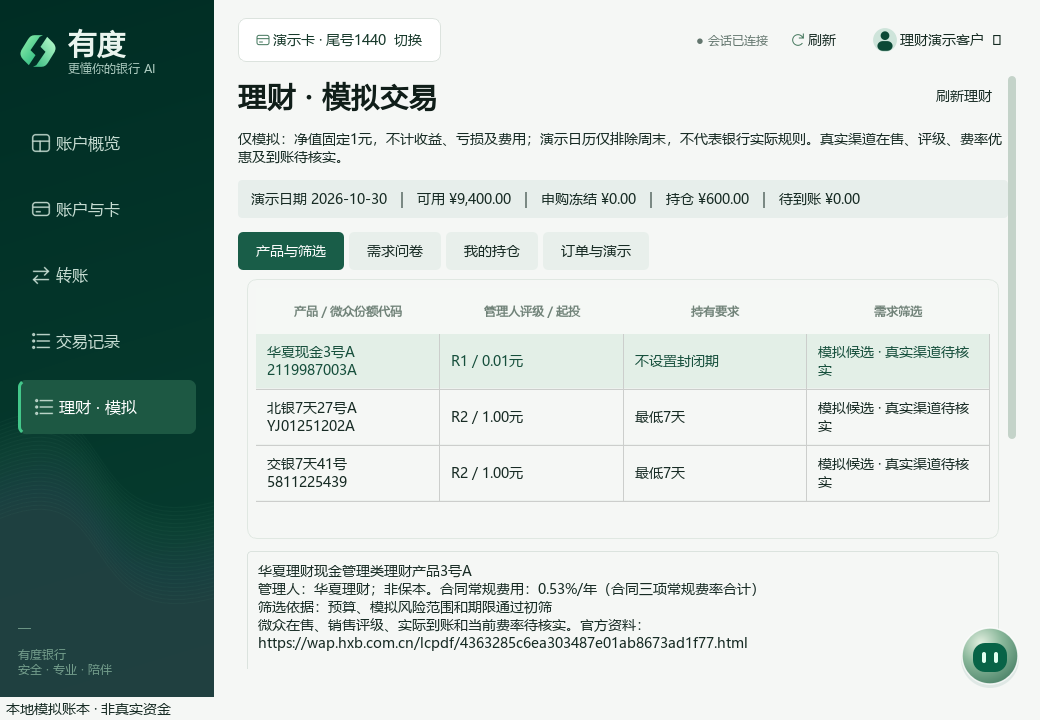 有度
更懂你的银行 AI
账户概览
账户与卡
转账
交易记录
理财 · 模拟
有度银行
安全 · 专业 · 陪伴
本地模拟账本 · 非真实资金
演示卡 · 尾号1440 切换
会话已连接
刷新
理财演示客户
理财 · 模拟交易
刷新理财
仅模拟：净值固定1元，不计收益、亏损及费用；演示日历仅排除周末，不代表银行实际规则。真实渠道在售、评级、费率优
惠及到账待核实。
演示日期 2026-10-30 | 可用 ¥9,400.00 | 申购冻结 ¥0.00 | 持仓 ¥600.00 | 待到账 ¥0.00
产品与筛选 需求问卷 我的持仓 订单与演示
产品 / 微众份额代码 管理人评级 / 起投 持有要求 需求筛选
华夏现金3号A
2119987003A
R1 / 0.01元
不设置封闭期
模拟候选 · 真实渠道待核
实
北银7天27号A
YJ01251202A
R2 / 1.00元
最低7天
模拟候选 · 真实渠道待核
实
交银7天41号
5811225439
R2 / 1.00元
最低7天
模拟候选 · 真实渠道待核
实
华夏理财现金管理类理财产品3号A
管理人：华夏理财；非保本。合同常规费用：0.53%/年（合同三项常规费率合计）
筛选依据：预算、模拟风险范围和期限通过初筛
微众在售、销售评级、实际到账和当前费率待核实。官方资料：
https://wap.hxb.com.cn/lcpdf/4363285c6ea303487e01ab8673ad1f77.html